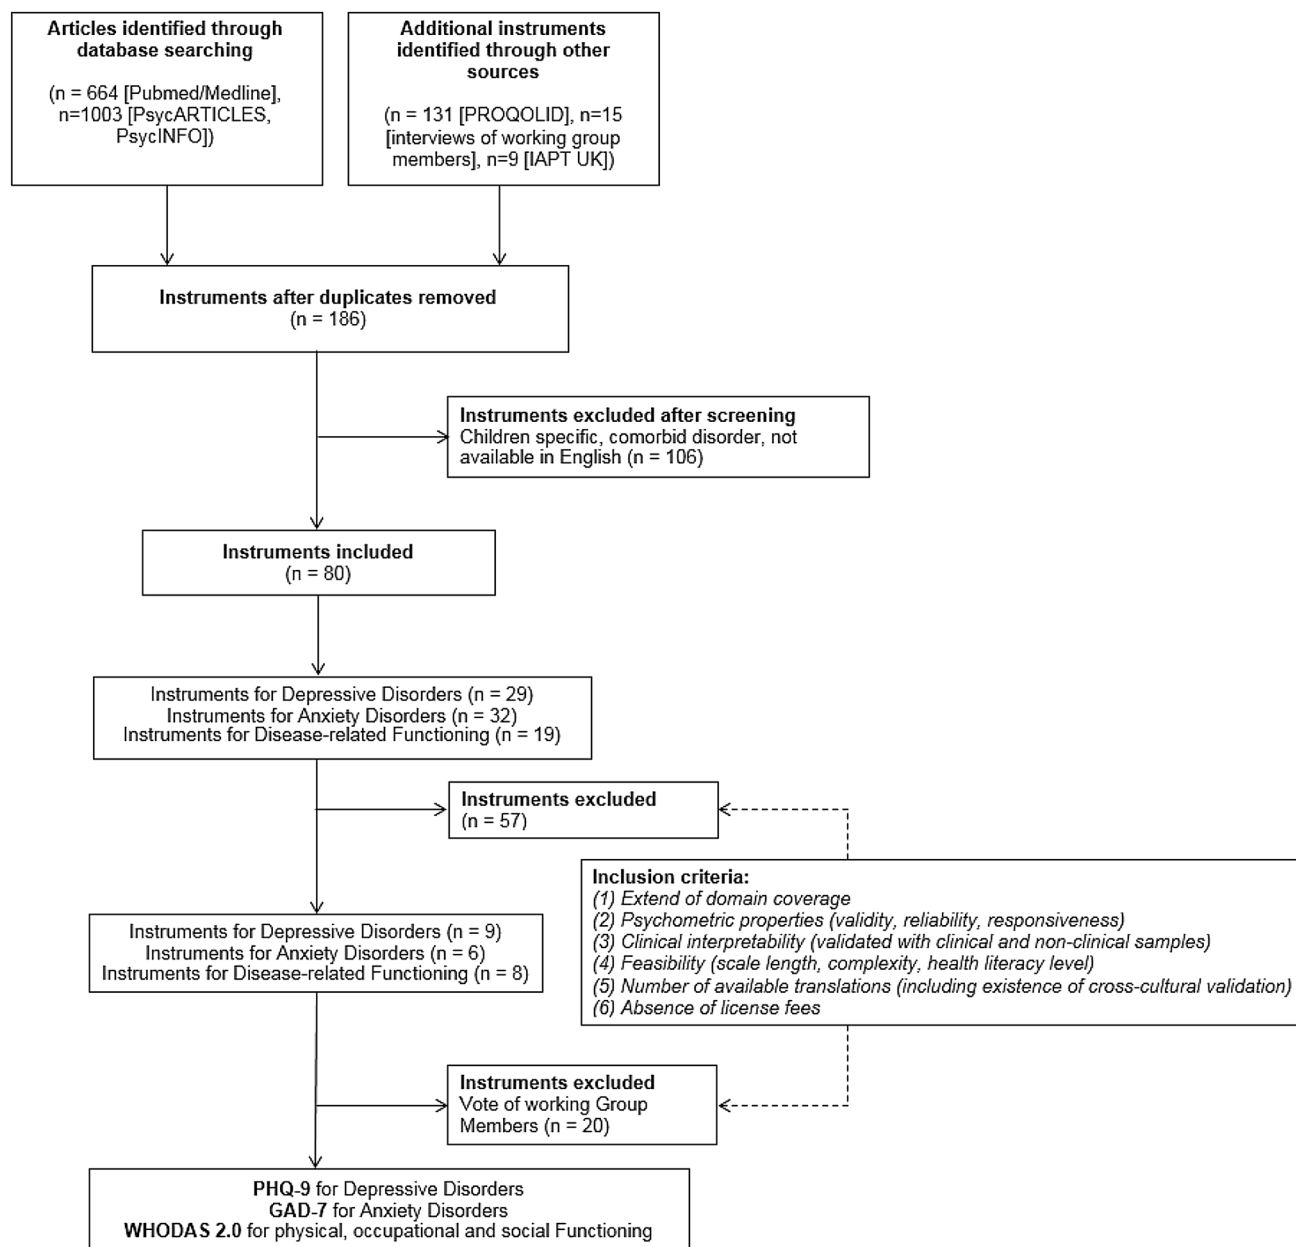 Articles identified through
database searching
(n = 664 [Pubmed/Medline],
n=1003 [PsycARTICLES,
PsycINFO])
Additional instruments
identified through other
sources
(n = 131 [PROQOLID], n=15
[interviews of working group
members], n=9 [IAPT UK])
Instruments after duplicates removed
(n = 186)
Instruments excluded after screening
Children specific, comorbid disorder, not
available in English (n = 106)
Instruments included
(n = 80)
Instruments for Depressive Disorders (n = 29)
Instruments for Anxiety Disorders (n = 32)
Instruments for Disease-related Functioning (n = 19)
Instruments excluded
(n = 57)
Inclusion criteria:
(1) Extend of domain coverage
(2) Psychometric properties (validity, reliability, responsiveness)
(3) Clinical interpretability (validated with clinical and non-clinical samples)
(4) Feasibility (scale length, complexity, health literacy level)
(5) Number of available translations (including existence of cross-cultural validation)
(6) Absence of license fees
Instruments for Depressive Disorders (n = 9)
Instruments for Anxiety Disorders (n = 6)
Instruments for Disease-related Functioning (n = 8)
Instruments excluded
Vote of working Group
Members (n = 20)
PHQ-9 for Depressive Disorders
GAD-7 for Anxiety Disorders
WHODAS 2.0 for physical, occupational and social Functioning